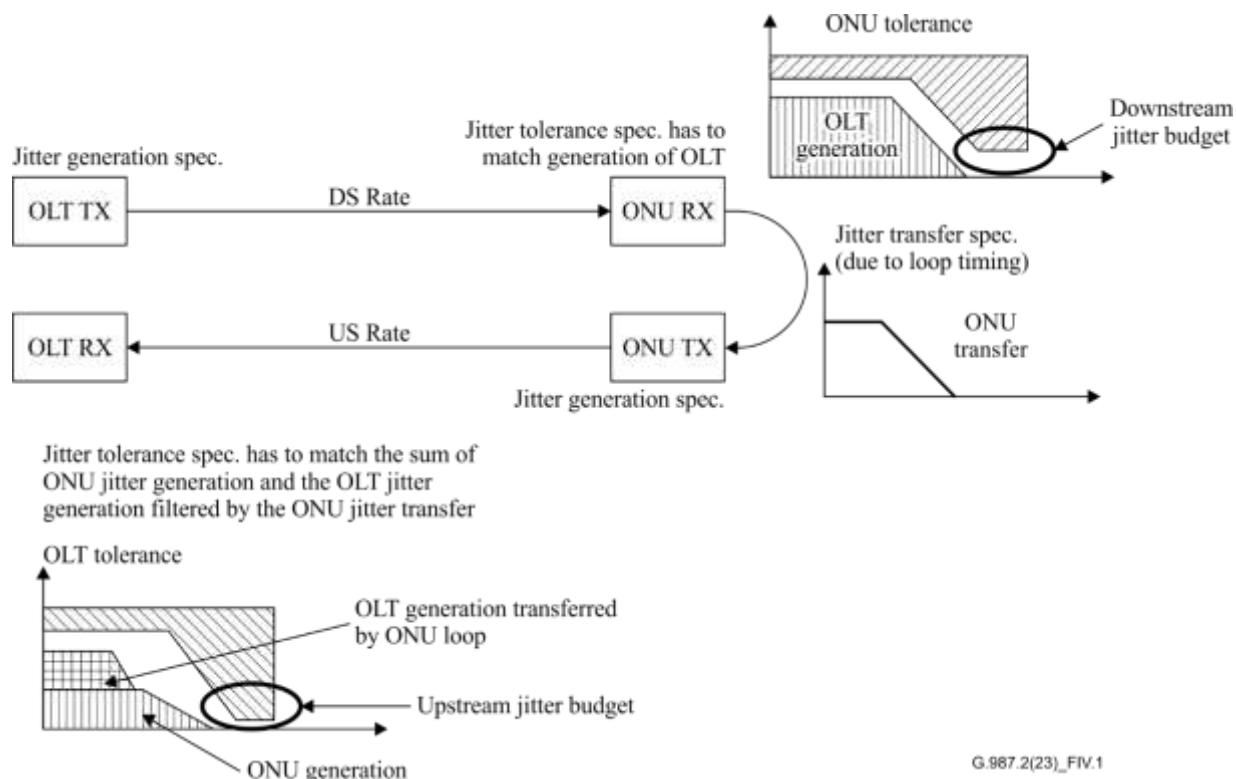 ONU tolerance
OLT
generation
Downstream
jitter budget
Jitter generation spec.
Jitter tolerance spec. has to
match generation of OLT
OLT TX
DS Rate
ONU RX
Jitter transfer spec.
(due to loop timing)
ONU
transfer
OLT RX
US Rate
ONU TX
Jitter generation spec.
Jitter tolerance spec. has to match the sum of
ONU jitter generation and the OLT jitter
generation filtered by the ONU jitter transfer
OLT tolerance
OLT generation transferred
by ONU loop
Upstream jitter budget
ONU generation
G.987.2(23)_FIV.1